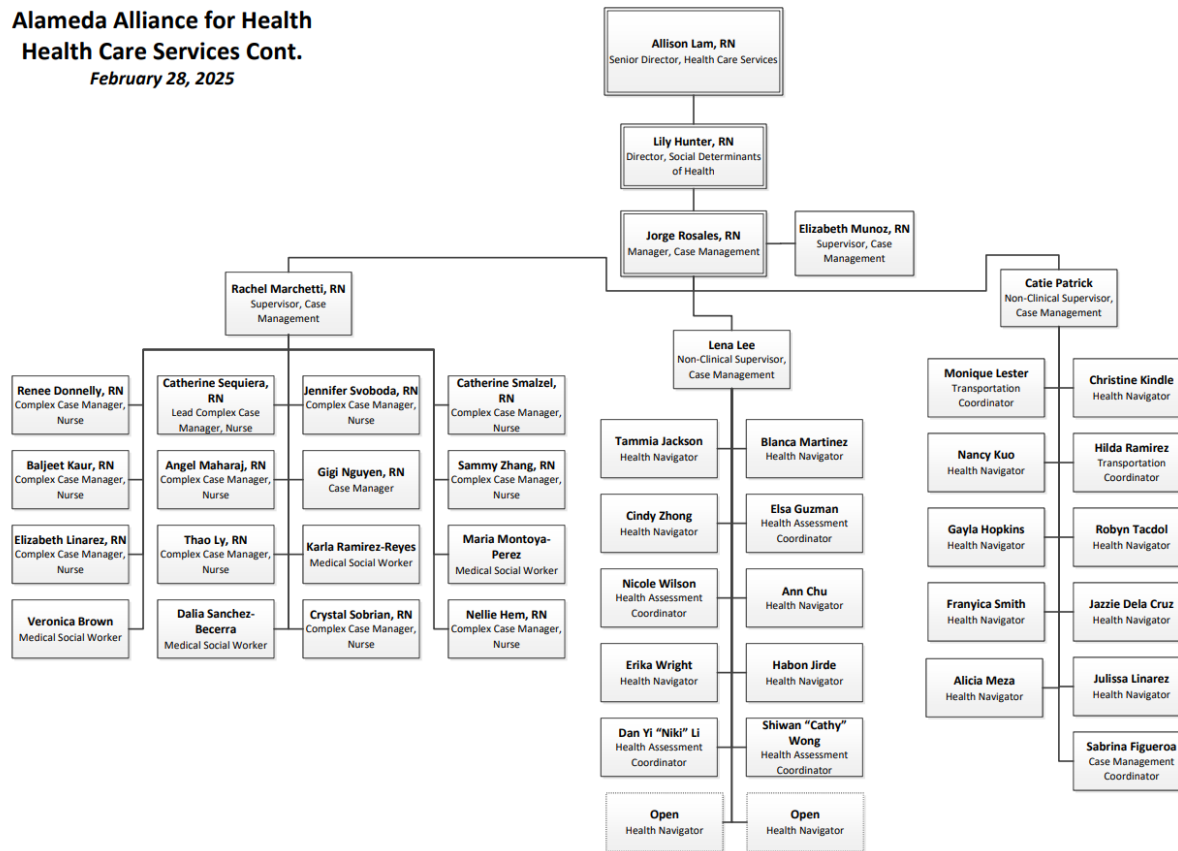 Alameda Alliance for Health
Health Care Services Cont.
February 28, 2025
Allison Lam, RN
Senior Director, Health Care Services
Lily Hunter, RN
Director, Social Determinants
of Health
Jorge Rosales, RN
Manager, Case Management
Elizabeth Munoz, RN
Supervisor, Case
Management
Rachel Marchetti, RN
Supervisor, Case
Management
Lena Lee
Non-Clinical Supervisor,
Case Management
Catie Patrick
Non-Clinical Supervisor,
Case Management
Renee Donnelly, RN
Complex Case Manager,
Nurse
Catherine Sequiera,
RN
Lead Complex Case
Manager, Nurse
Jennifer Svoboda, RN
Complex Case Manager,
Nurse
Catherine Smalzel,
RN
Complex Case Manager,
Nurse
Baljeet Kaur, RN
Complex Case Manager,
Nurse
Angel Maharaj, RN
Complex Case Manager,
Nurse
Gigi Nguyen, RN
Case Manager
Sammy Zhang, RN
Complex Case Manager,
Nurse
Elizabeth Linarez, RN
Complex Case Manager,
Nurse
Thao Ly, RN
Complex Case Manager,
Nurse
Karla Ramirez-Reyes
Medical Social Worker
Maria Montoya-
Perez
Medical Social Worker
Veronica Brown
Medical Social Worker
Dalia Sanchez-
Becerra
Medical Social Worker
Crystal Sobrian, RN
Complex Case Manager,
Nurse
Nellie Hem, RN
Complex Case Manager,
Nurse
Tammia Jackson
Health Navigator
Blanca Martinez
Health Navigator
Cindy Zhong
Health Navigator
Elsa Guzman
Health Assessment
Coordinator
Nicole Wilson
Health Assessment
Coordinator
Ann Chu
Health Navigator
Erika Wright
Health Navigator
Habon Jirde
Health Navigator
Dan Yi “Niki” Li
Health Assessment
Coordinator
Shiwan “Cathy”
Wong
Health Assessment
Coordinator
Open
Health Navigator
Open
Health Navigator
Monique Lester
Transportation
Coordinator
Christine Kindle
Health Navigator
Nancy Kuo
Health Navigator
Hilda Ramirez
Transportation
Coordinator
Gayla Hopkins
Health Navigator
Robyn Tacdol
Health Navigator
Franyica Smith
Health Navigator
Jazzie Dela Cruz
Health Navigator
Alicia Meza
Health Navigator
Julissa Linarez
Health Navigator
Sabrina Figueroa
Case Management
Coordinator